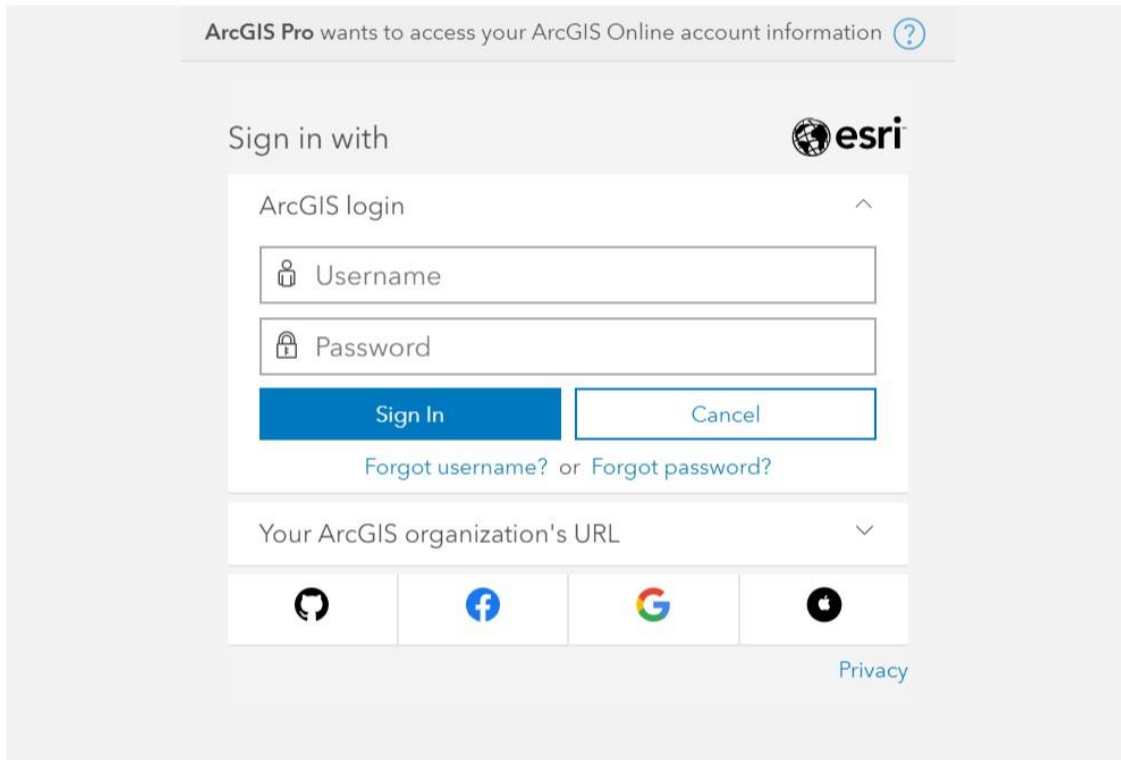 ArcGIS Pro wants to access your ArcGIS Online account information ?
Sign in with
esri
ArcGIS login
Username
Password
Sign In
Cancel
Forgot username? or Forgot password?
Your ArcGIS organization's URL
Privacy